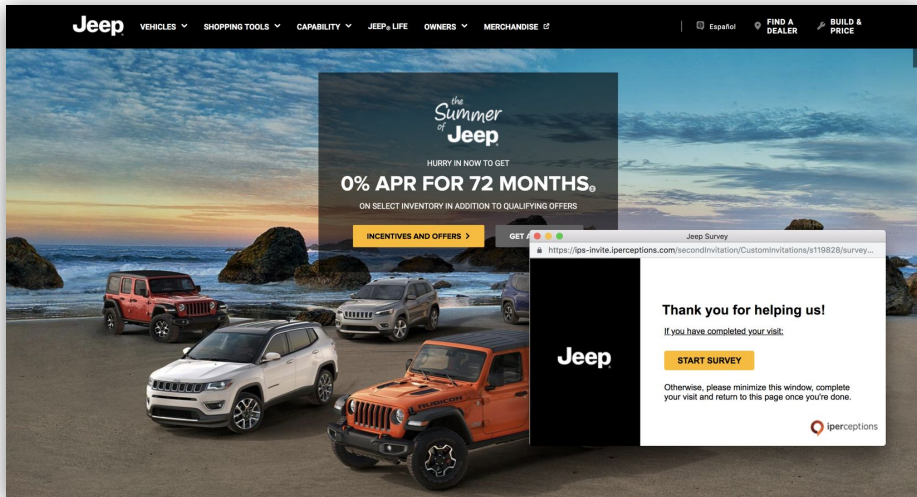 Jeep
VEHICLES
SHOPPING TOOLS
CAPABILITY
JEEP® LIFE
OWNERS
MERCHANDISE
Español
FIND A
DEALER
BUILD &
PRICE
the
Summer
of Jeep
HURRY IN NOW TO GET
0% APR FOR 72 MONTHS
ON SELECT INVENTORY IN ADDITION TO QUALIFYING OFFERS
INCENTIVES AND OFFERS >
GET
Jeep Survey
https://ips-invite.iperceptions.com/secondInvitation/CustomInvitations/s119828/survey...
Jeep
Thank you for helping us!
If you have completed your visit:
START SURVEY
Otherwise, please minimize this window, complete
your visit and return to this page once you're done.
iperceptions
RUBICON